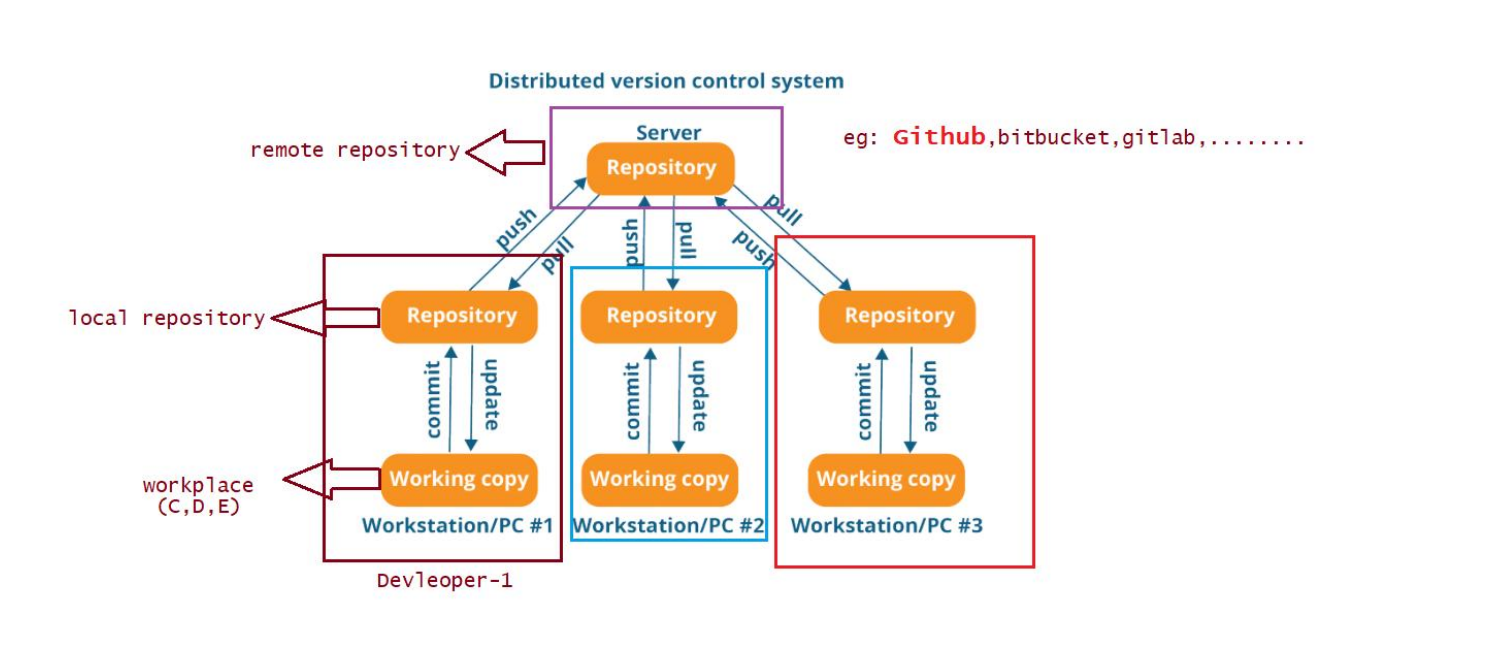 Distributed version control system
Server
eg: Github,bitbucket,gitlab,........
remote repository
Repository
push
pull
push
pull
push
pull
local repository
Repository
Repository
Repository
commit
update
commit
update
commit
update
workplace
(C,D,E)
Working copy
Working copy
Working copy
Workstation/PC #1
Workstation/PC #2
Workstation/PC #3
Devleoper-1